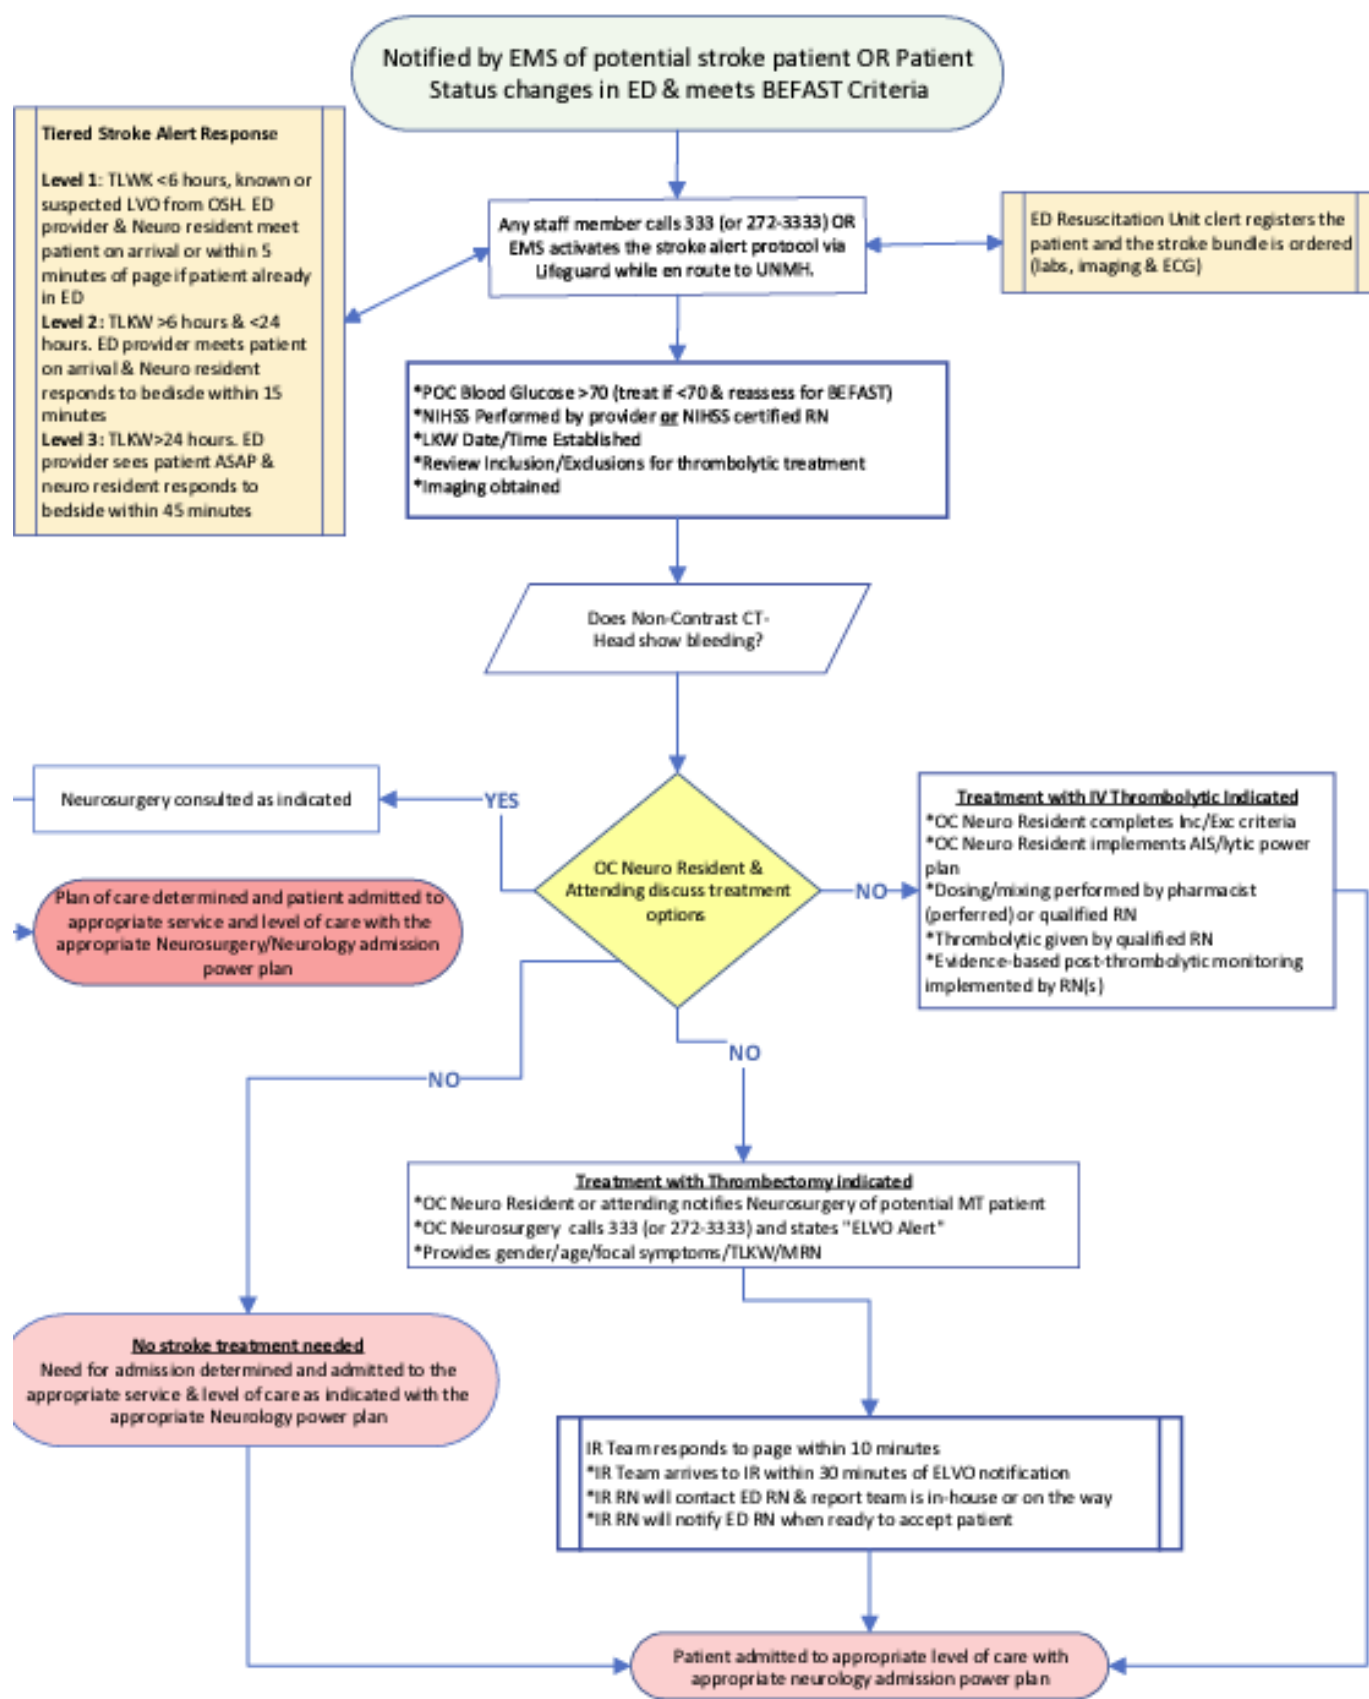 Notified by EMS of potential stroke patient OR Patient
Status changes in ED & meets BEFAST Criteria
Tiered Stroke Alert Response
Level 1: TLWK <6 hours, known or
suspected LVO from OSH. ED
provider & Neuro resident meet
patient on arrival or within 5
minutes of page if patient already
in ED
Level 2: TLKW >6 hours & <24
hours. ED provider meets patient
on arrival & Neuro resident
responds to bedisde within 15
minutes
Level 3: TLKW>24 hours. ED
provider sees patient ASAP &
neuro resident responds to
bedside within 45 minutes
Any staff member calls 333 (or 272-3333) OR
EMS activates the stroke alert protocol via
Lifeguard while en route to UNMH.
ED Resuscitation Unit clert registers the
patient and the stroke bundle is ordered
(labs, imaging & ECG)
*POC Blood Glucose >70 (treat if <70 & reassess for BEFAST)
*NIHSS Performed by provider or NIHSS certified RN
*LKW Date/Time Established
*Review Inclusion/Exclusions for thrombolytic treatment
*Imaging obtained
Does Non-Contrast CT-
Head show bleeding?
Neurosurgery consulted as indicated
YES
OC Neuro Resident &
Attending discuss treatment
options
NO
Treatment with IV Thrombolytic Indicated
*OC Neuro Resident completes Inc/Exc criteria
*OC Neuro Resident implements AIS/lytic power
plan
*Dosing/mixing performed by pharmacist
(perferred) or qualified RN
*Thrombolytic given by qualified RN
*Evidence-based post-thrombolytic monitoring
implemented by RN(s)
Plan of care determined and patient admitted to
appropriate service and level of care with the
appropriate Neurosurgery/Neurology admission
power plan
NO
NO
Treatment with Thrombectomy indicated
*OC Neuro Resident or attending notifies Neurosurgery of potential MT patient
*OC Neurosurgery calls 333 (or 272-3333) and states "ELVO Alert"
*Provides gender/age/focal symptoms/TLKW/MRN
No stroke treatment needed
Need for admission determined and admitted to the
appropriate service & level of care as indicated with the
appropriate Neurology power plan
IR Team responds to page within 10 minutes
*IR Team arrives to IR within 30 minutes of ELVO notification
*IR RN will contact ED RN & report team is in-house or on the way
*IR RN will notify ED RN when ready to accept patient
Patient admitted to appropriate level of care with
appropriate neurology admission power plan